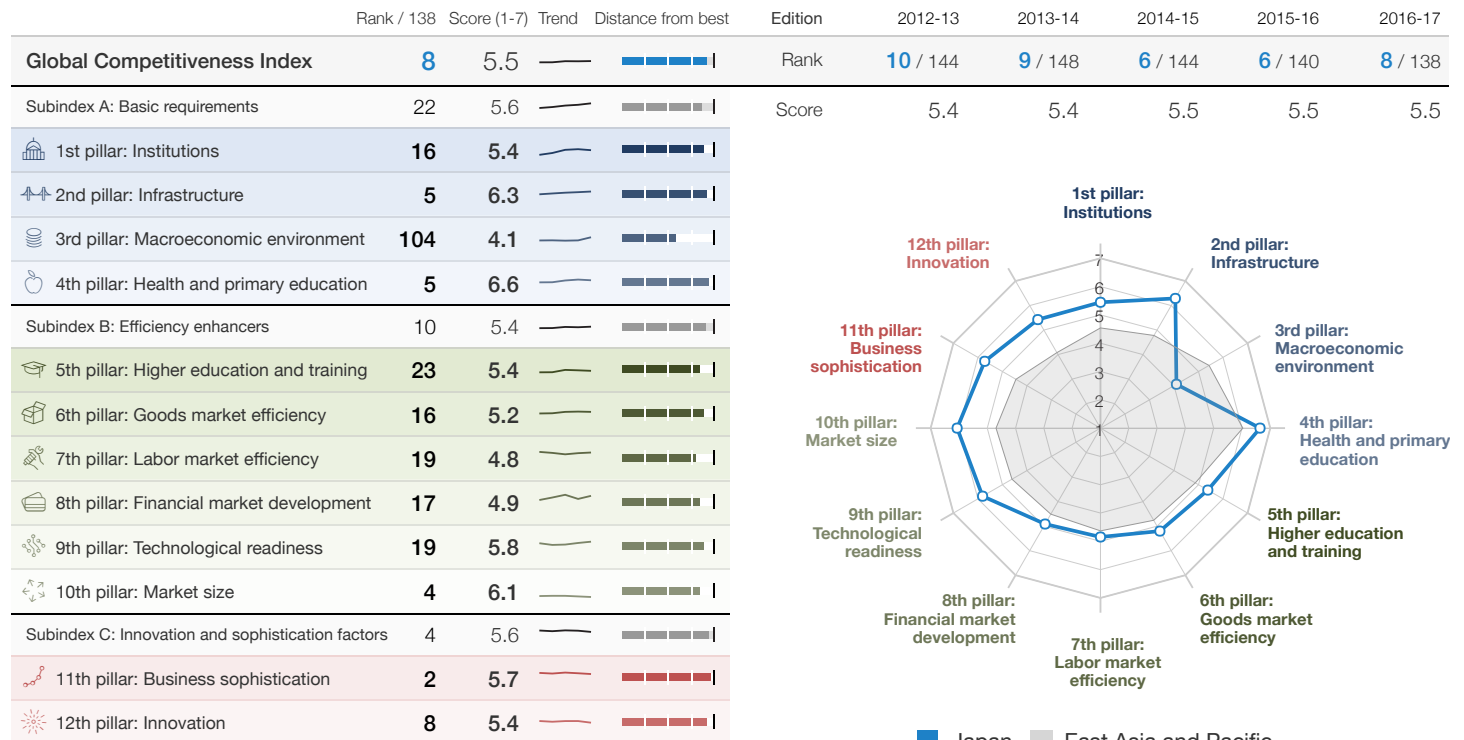 Rank / 138 Score (1-7) Trend Distance from best
Global Competitiveness Index 8 5.5
Subindex A: Basic requirements 22 5.6
1st pillar: Institutions 16 5.4
2nd pillar: Infrastructure 5 6.3
3rd pillar: Macroeconomic environment 104 4.1
4th pillar: Health and primary education 5 6.6
Subindex B: Efficiency enhancers 10 5.4
5th pillar: Higher education and training 23 5.4
6th pillar: Goods market efficiency 16 5.2
7th pillar: Labor market efficiency 19 4.8
8th pillar: Financial market development 17 4.9
9th pillar: Technological readiness 19 5.8
10th pillar: Market size 4 6.1
Subindex C: Innovation and sophistication factors 4 5.6
11th pillar: Business sophistication 2 5.7
12th pillar: Innovation 8 5.4
Edition 2012-13 2013-14 2014-15 2015-16 2016-17
Rank 10 / 144 9 / 148 6 / 144 6 / 140 8 / 138
Score 5.4 5.4 5.5 5.5 5.5
1st pillar:
Institutions
2nd pillar:
Infrastructure
3rd pillar:
Macroeconomic
environment
4th pillar:
Health and primary
education
5th pillar:
Higher education
and training
6th pillar:
Goods market
efficiency
7th pillar:
Labor market
efficiency
8th pillar:
Financial market
development
9th pillar:
Technological
readiness
10th pillar:
Market size
11th pillar:
Business
sophistication
12th pillar:
Innovation
7
6
5
4
3
2
1
Japan East Asia and Pacific